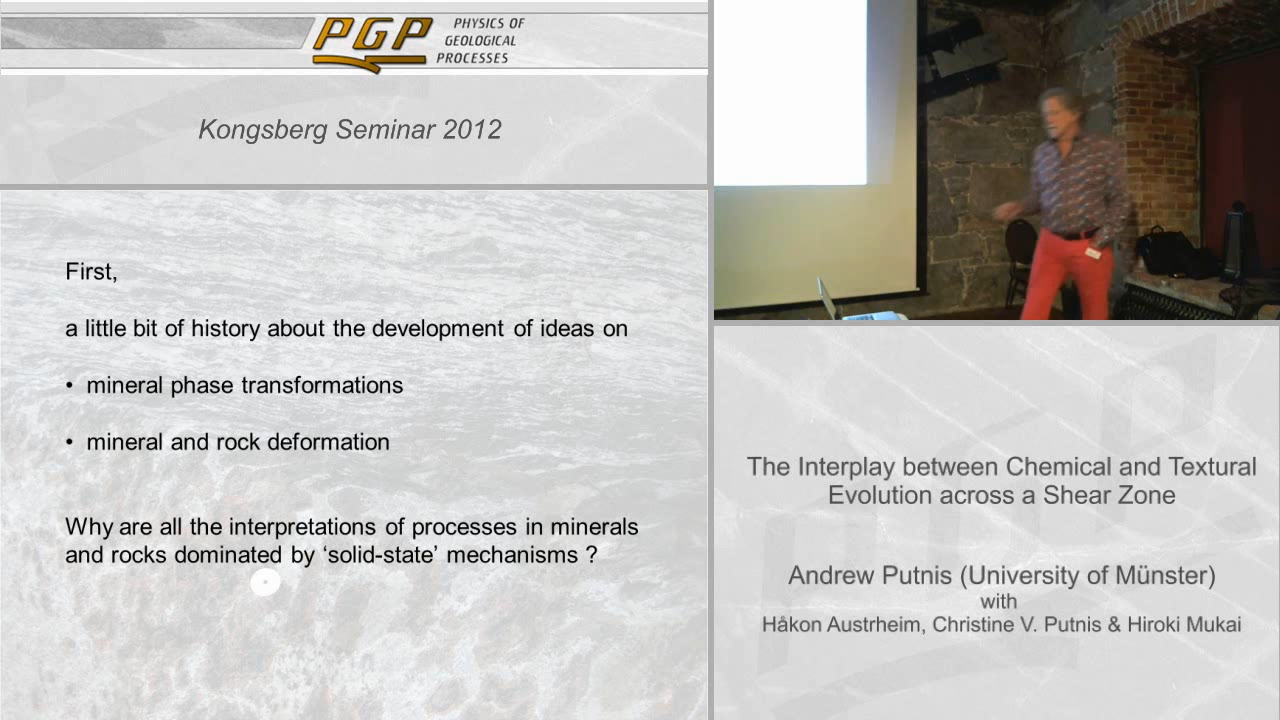 PGP
PHYSICS OF
GEOLOGICAL
PROCESSES
Kongsberg Seminar 2012
First,
a little bit of history about the development of ideas on
• mineral phase transformations
• mineral and rock deformation
Why are all the interpretations of processes in minerals
and rocks dominated by ‘solid-state’ mechanisms ?
The Interplay between Chemical and Textural
Evolution across a Shear Zone
Andrew Putnis (University of Münster)
with
Håkon Austrheim, Christine V. Putnis & Hiroki Mukai